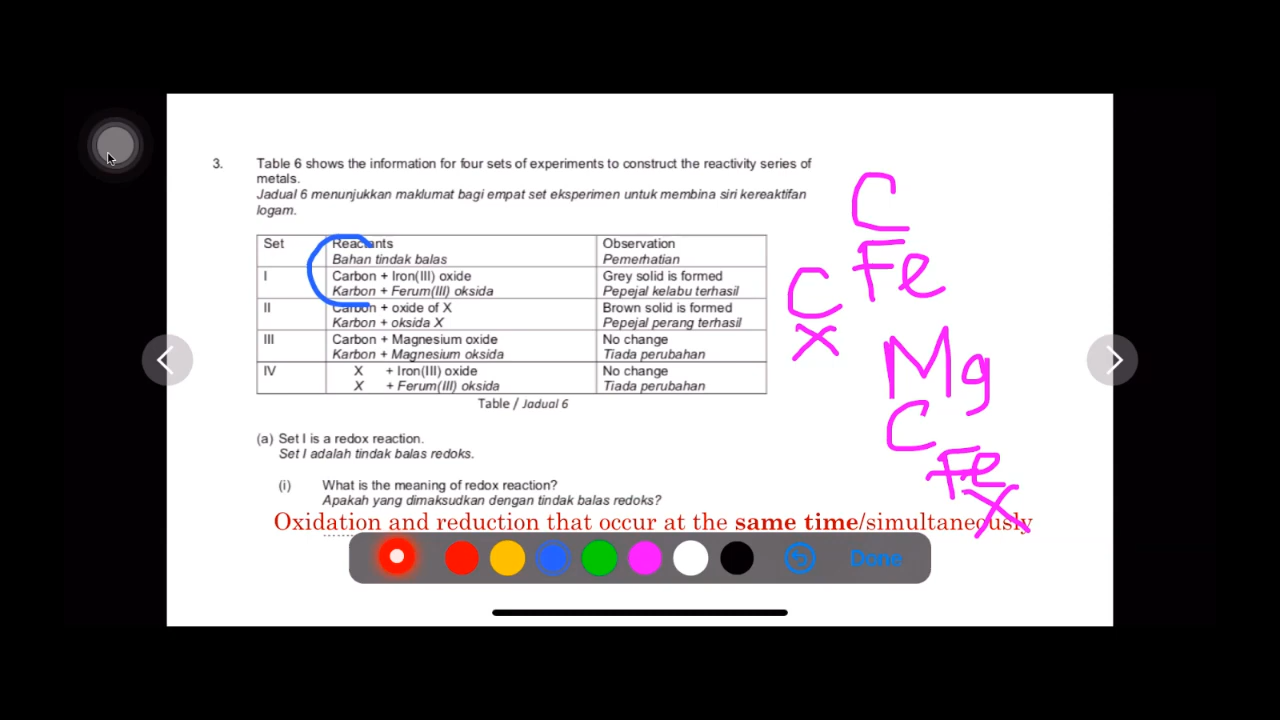 3. Table 6 shows the information for four sets of experiments to construct the reactivity series of
metals.
Jadual 6 menunjukkan maklumat bagi empat set eksperimen untuk membina siri kereaktifan
logam.
Set Reactants Observation
Bahan tindak balas Pemerhatian
I Carbon + Iron(III) oxide Grey solid is formed
Karbon + Ferum(III) oksida Pepejal kelabu terhasil
II Carbon + oxide of X Brown solid is formed
Karbon + oksida X Pepejal perang terhasil
III Carbon + Magnesium oxide No change
Karbon + Magnesium oksida Tiada perubahan
IV X + Iron(III) oxide No change
X + Ferum(III) oksida Tiada perubahan
Table / Jadual 6
C
Fe
C
X
Mg
C
Fe
X
(a) Set I is a redox reaction.
Set I adalah tindak balas redoks.
(i) What is the meaning of redox reaction?
Apakah yang dimaksudkan dengan tindak balas redoks?
Oxidation and reduction that occur at the same time/simultaneously
Done